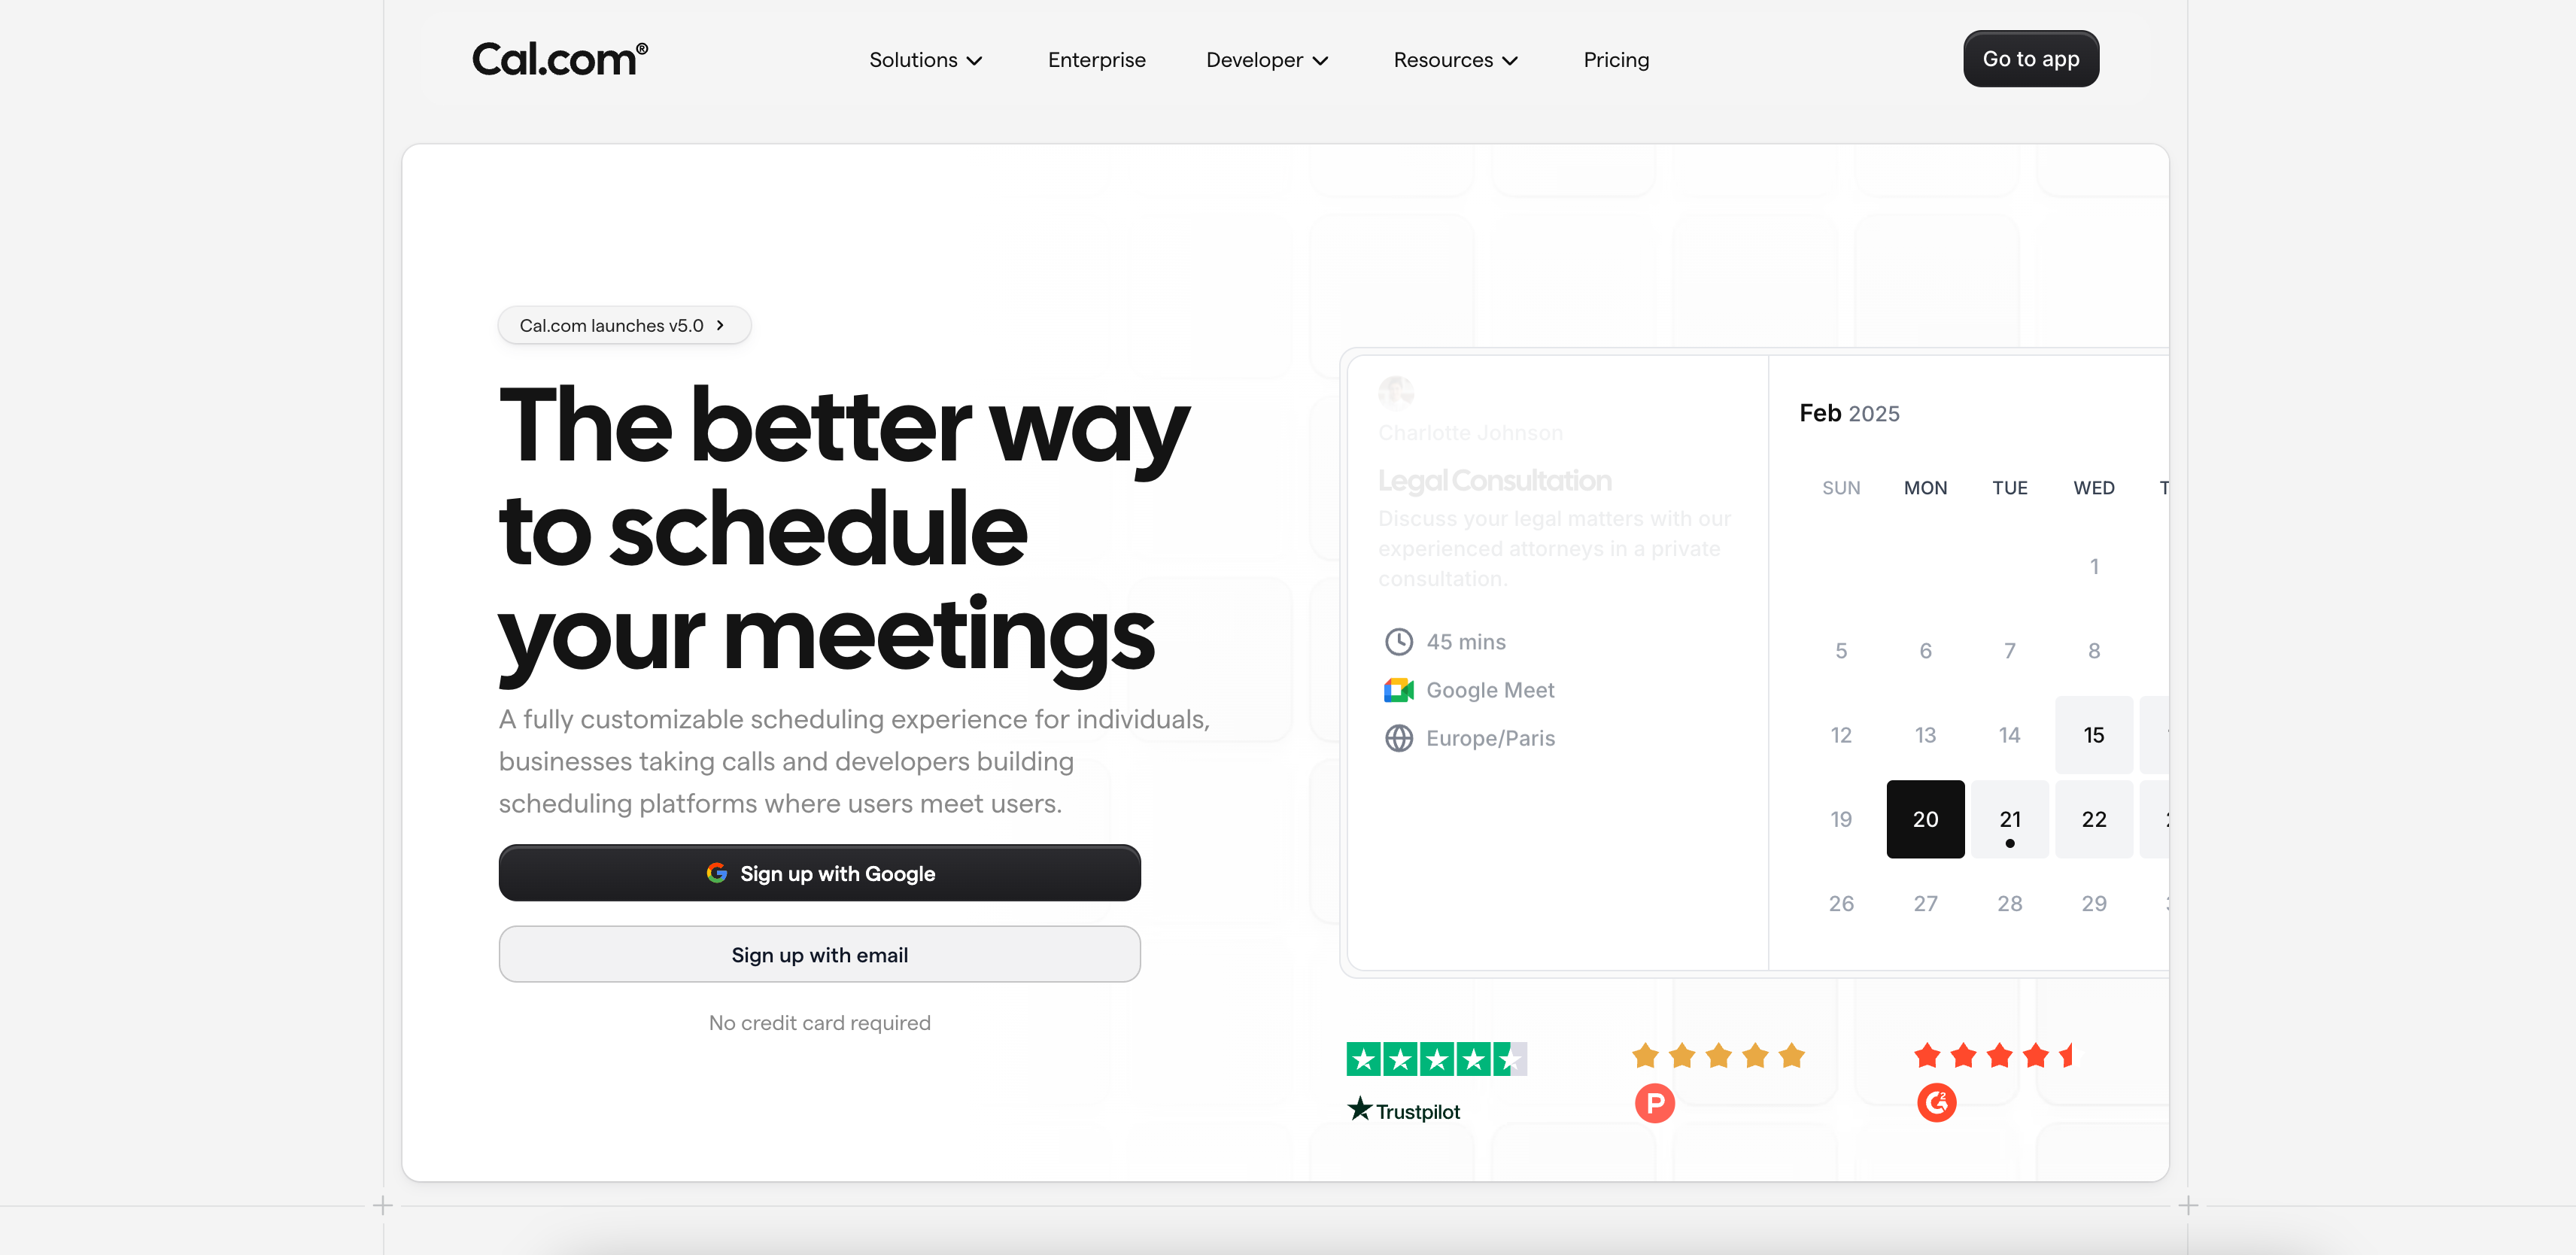 Cal.com®
Solutions
Enterprise
Developer
Resources
Pricing
Go to app
Cal.com launches v5.0
The better way
to schedule
your meetings
A fully customizable scheduling experience for individuals,
businesses taking calls and developers building
scheduling platforms where users meet users.
Sign up with Google
Sign up with email
No credit card required
Charlotte Johnson
Legal Consultation
Discuss your legal matters with our
experienced attorneys in a private
consultation.
45 mins
Google Meet
Europe/Paris
Feb 2025
SUN MON TUE WED T
1
5 6 7 8
12 13 14 15
19 20 21 22
26 27 28 29
Trustpilot
P
G2